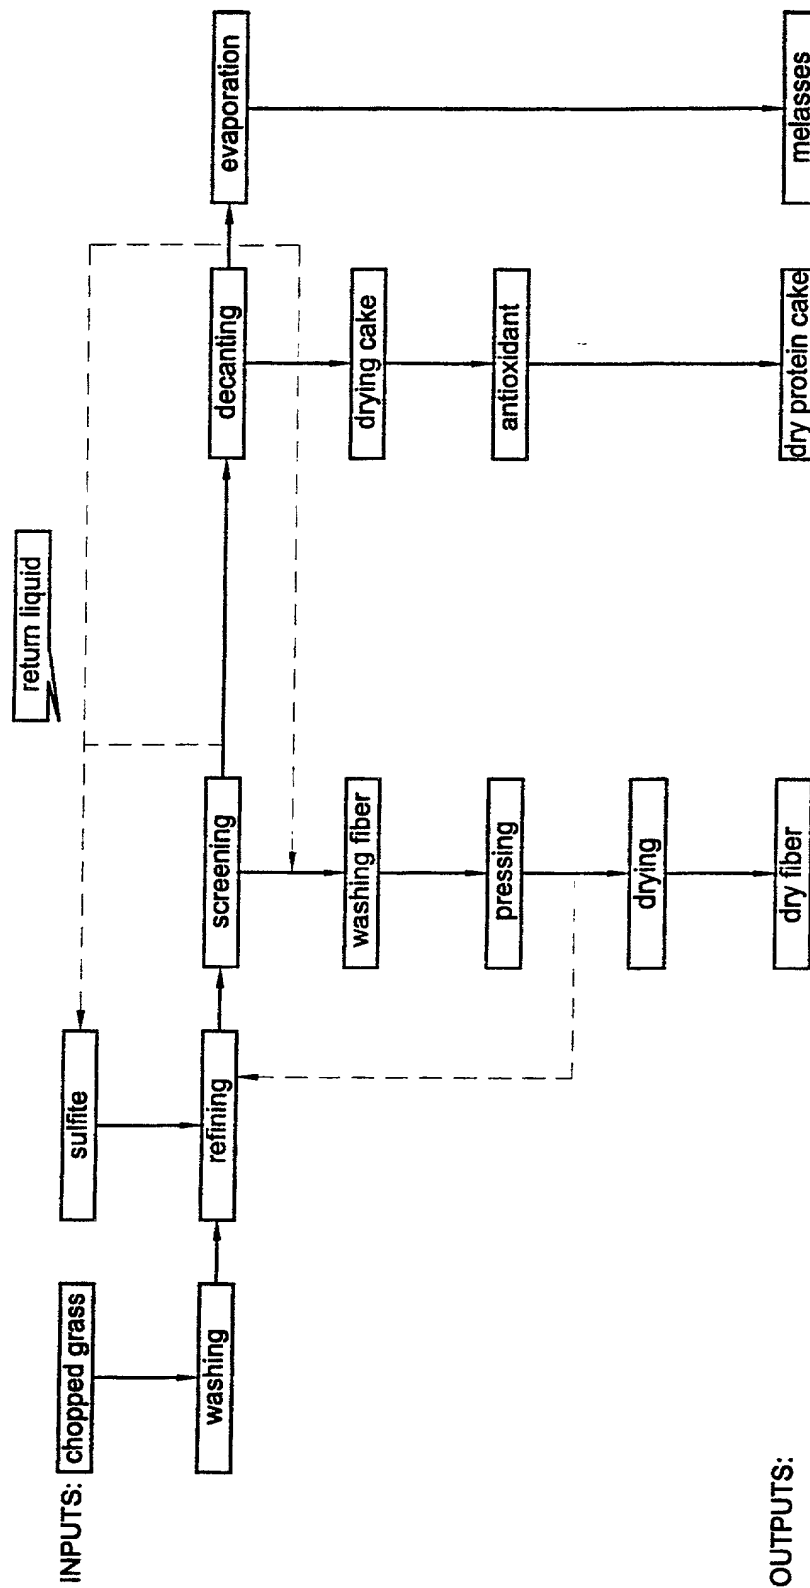 return liquid
INPUTS:
chopped grass
sulfite
washing
refining
screening
decanting
evaporation
washing fiber
drying cake
pressing
antioxidant
drying
OUTPUTS:
dry fiber
dry protein cake
melasses